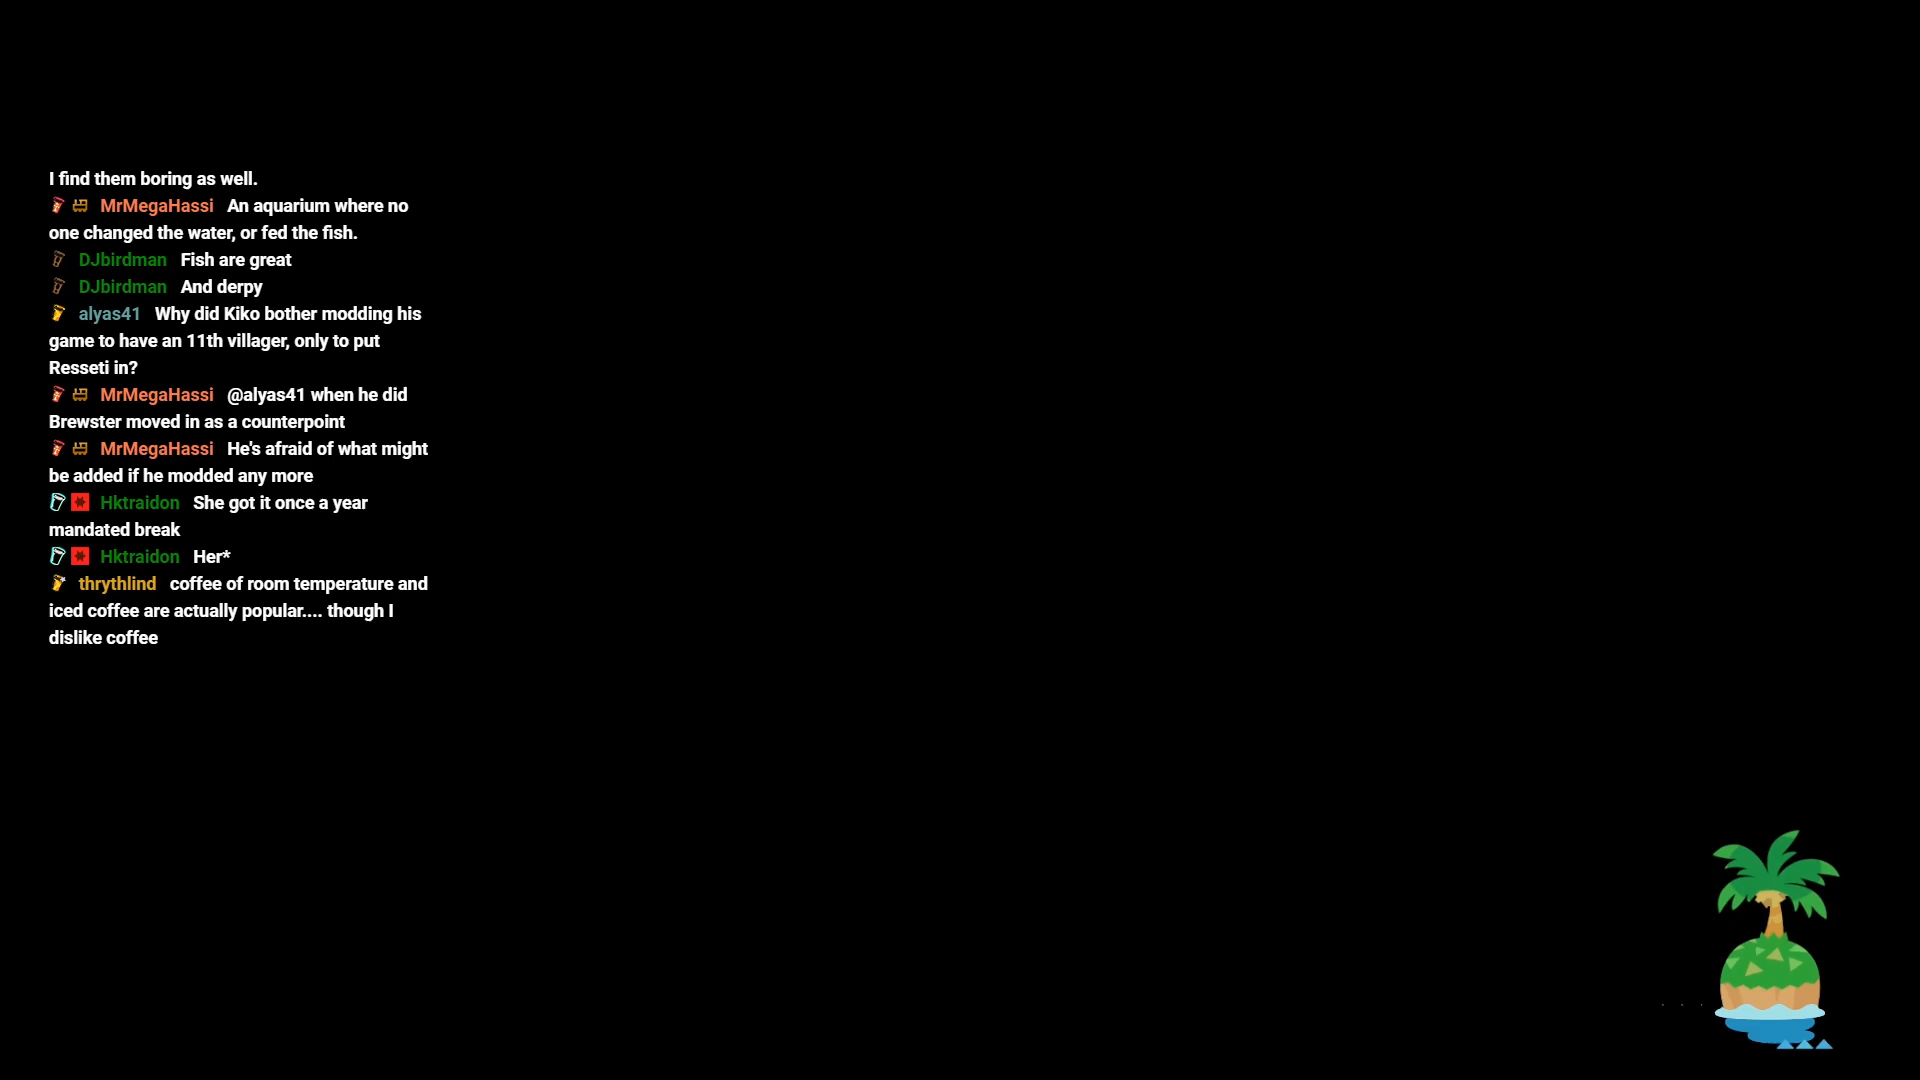 I find them boring as well.
MrMegaHassi An aquarium where no
one changed the water, or fed the fish.
DJbirdman Fish are great
DJbirdman And derpy
alyas41 Why did Kiko bother modding his
game to have an 11th villager, only to put
Resseti in?
MrMegaHassi @alyas41 when he did
Brewster moved in as a counterpoint
MrMegaHassi He's afraid of what might
be added if he modded any more
Hktraidon She got it once a year
mandated break
Hktraidon Her*
thrythlind coffee of room temperature and
iced coffee are actually popular.... though I
dislike coffee